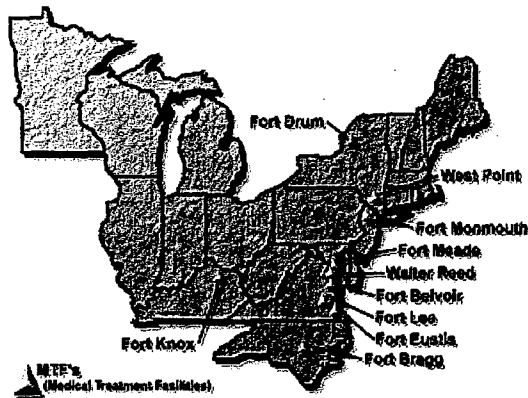 Fort Drum
West Point
Fort Monmouth
Fort Meade
Walter Reed
Fort Belvoir
Fort Lee
Fort Eustis
Fort Bragg
Fort Knox
MTF's
(Medical Treatment Facilities)